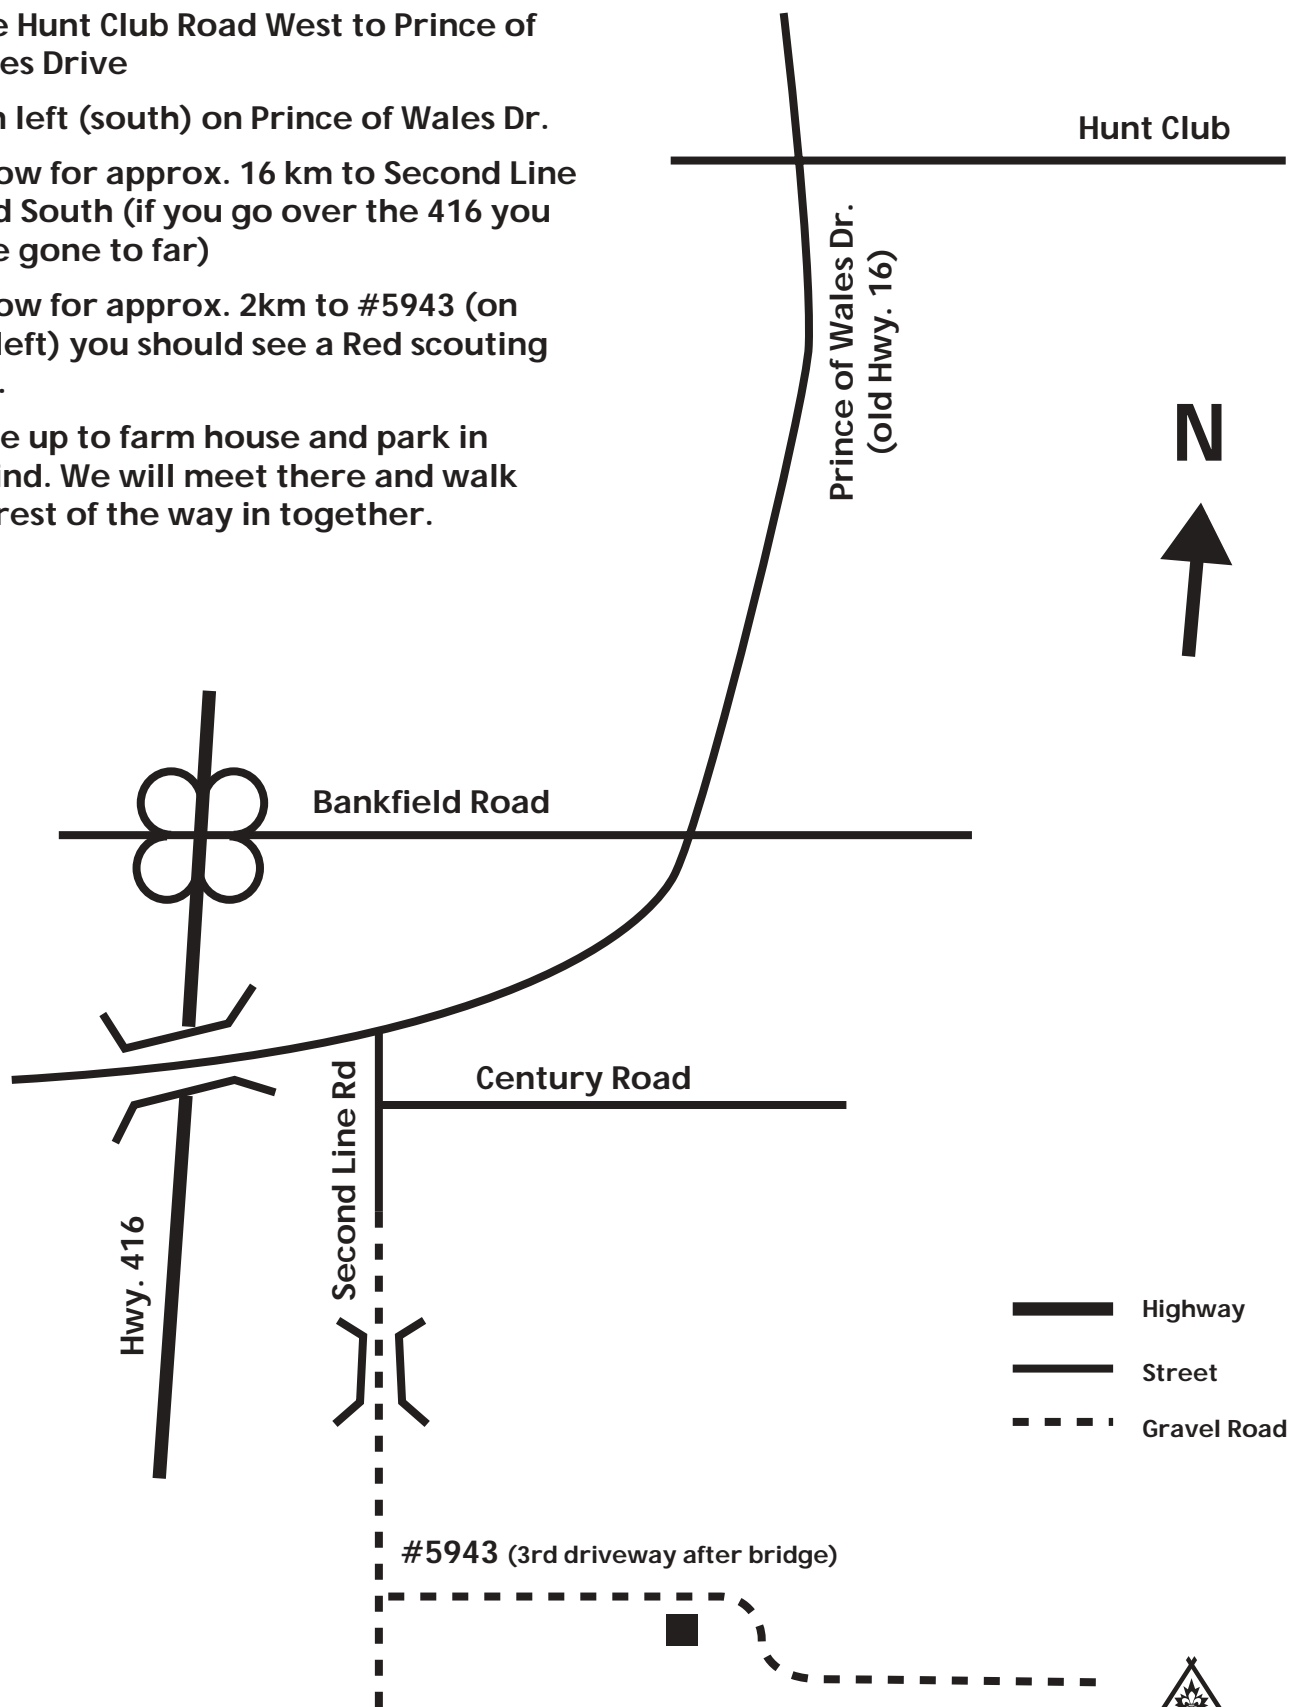 e Hunt Club Road West to Prince of
es Drive
n left (south) on Prince of Wales Dr.
ow for approx. 16 km to Second Line
d South (if you go over the 416 you
e gone to far)
ow for approx. 2km to #5943 (on
left) you should see a Red scouting
.
e up to farm house and park in
ind. We will meet there and walk
rest of the way in together.
Hunt Club
Prince of Wales Dr.
(old Hwy. 16)
N
Bankfield Road
Century Road
Second Line Rd
Hwy. 416
Highway
Street
Gravel Road
#5943 (3rd driveway after bridge)